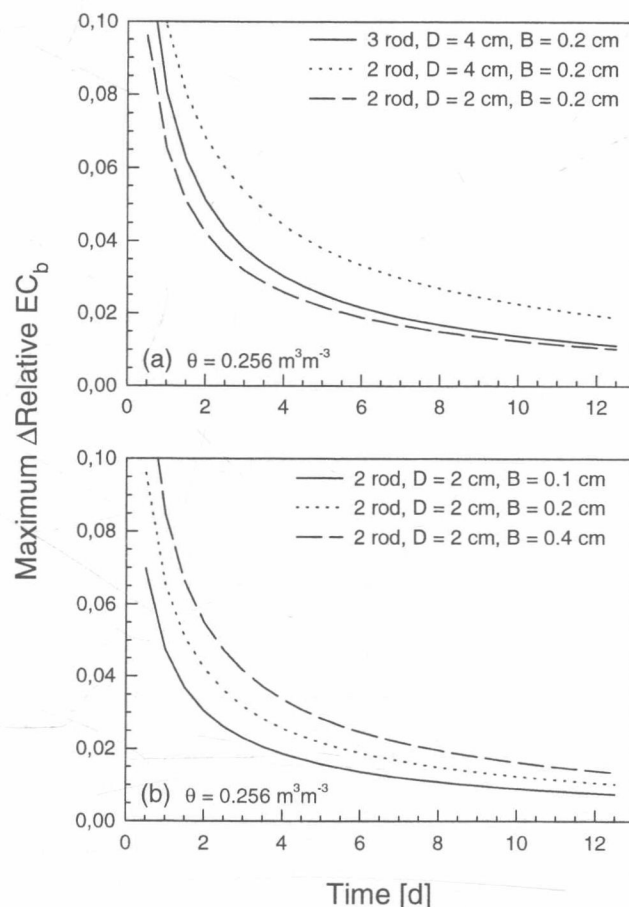 Maximum ΔRelative EC_b
0,10
0,08
0,06
0,04
0,02
0,00
3 rod, D = 4 cm, B = 0.2 cm
2 rod, D = 4 cm, B = 0.2 cm
2 rod, D = 2 cm, B = 0.2 cm
(a) θ = 0.256 m³m⁻³
0 2 4 6 8 10 12
0,10
0,08
0,06
0,04
0,02
0,00
2 rod, D = 2 cm, B = 0.1 cm
2 rod, D = 2 cm, B = 0.2 cm
2 rod, D = 2 cm, B = 0.4 cm
(b) θ = 0.256 m³m⁻³
0 2 4 6 8 10 12
Time [d]